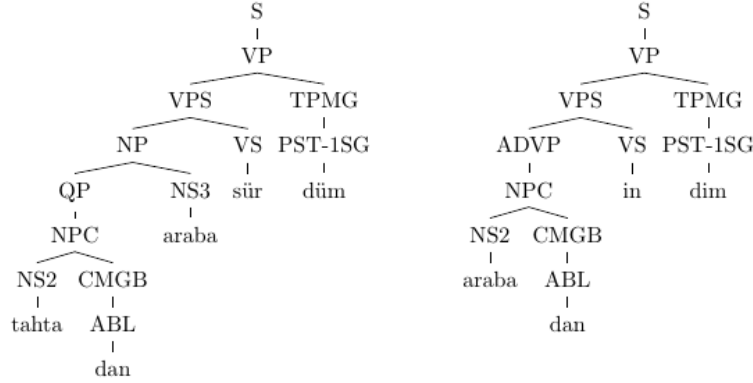 S S
VP VP
VPS TPMG VPS TPMG
NP VS PST-1SG ADVP VS PST-1SG
QP NS3 sür düm NPC in dim
NPC araba NS2 CMGB
NS2 CMGB araba ABL
tahta ABL dan
dan